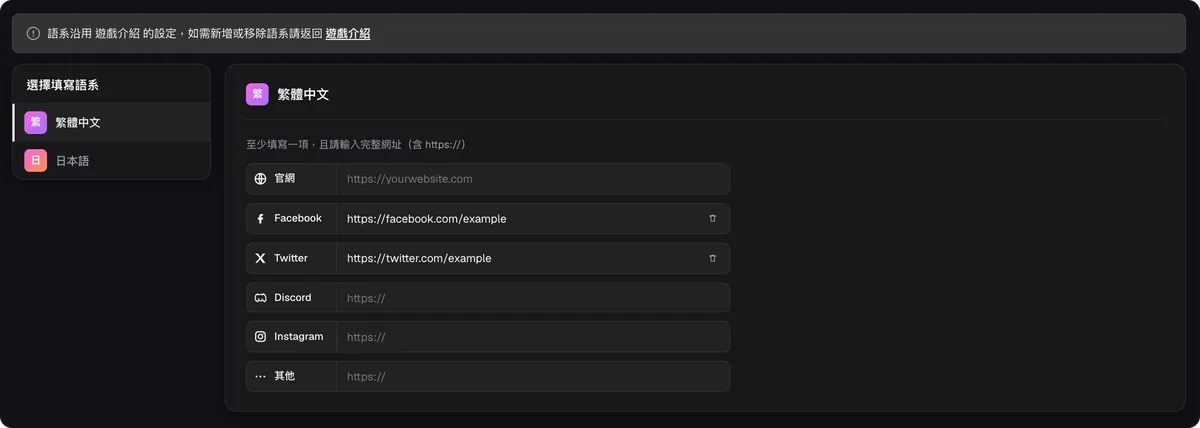 語系沿用 遊戲介紹 的設定，如需新增或移除語系請返回 遊戲介紹
選擇填寫語系
繁 繁體中文
日 日本語
繁 繁體中文
至少填寫一項，且請輸入完整網址（含 https://）
官網 https://yourwebsite.com
Facebook https://facebook.com/example
Twitter https://twitter.com/example
Discord https://
Instagram https://
其他 https://